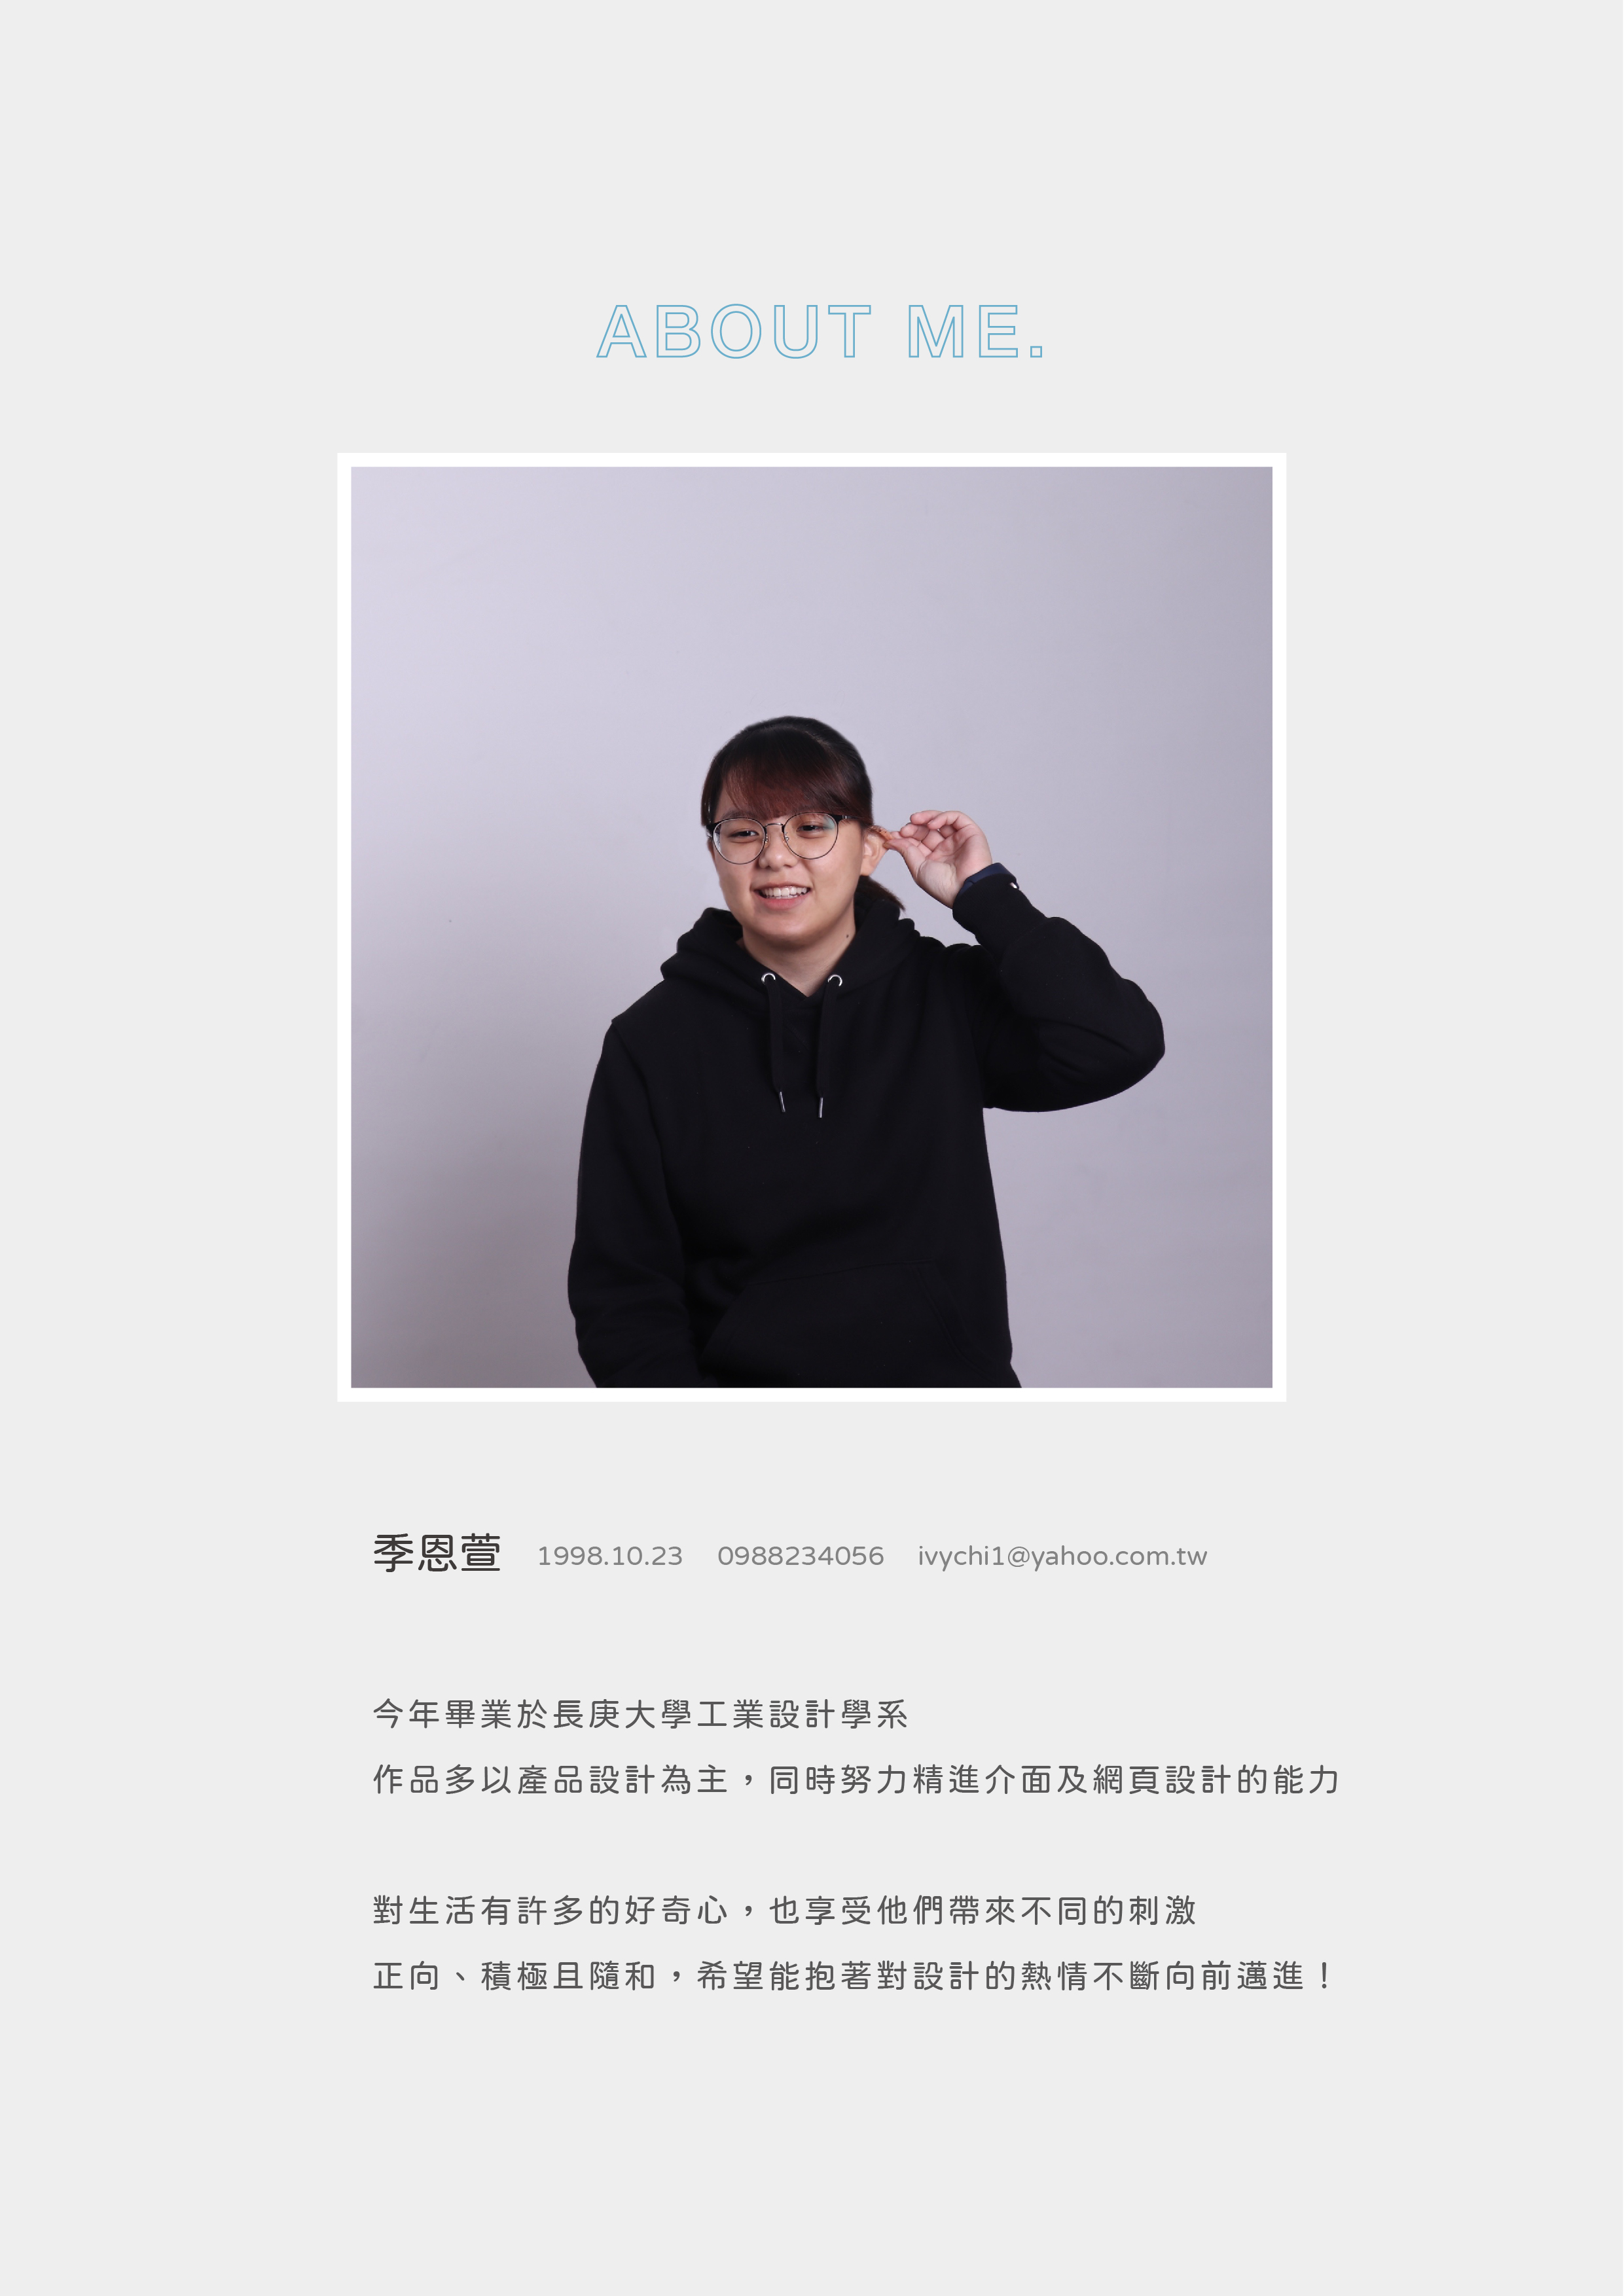 ABOUT ME.
季恩萱 1998.10.23 0988234056 ivychi1@yahoo.com.tw
今年畢業於長庚大學工業設計學系
作品多以產品設計為主，同時努力精進介面及網頁設計的能力
對生活有許多的好奇心，也享受他們帶來不同的刺激
正向、積極且隨和，希望能抱著對設計的熱情不斷向前邁進！